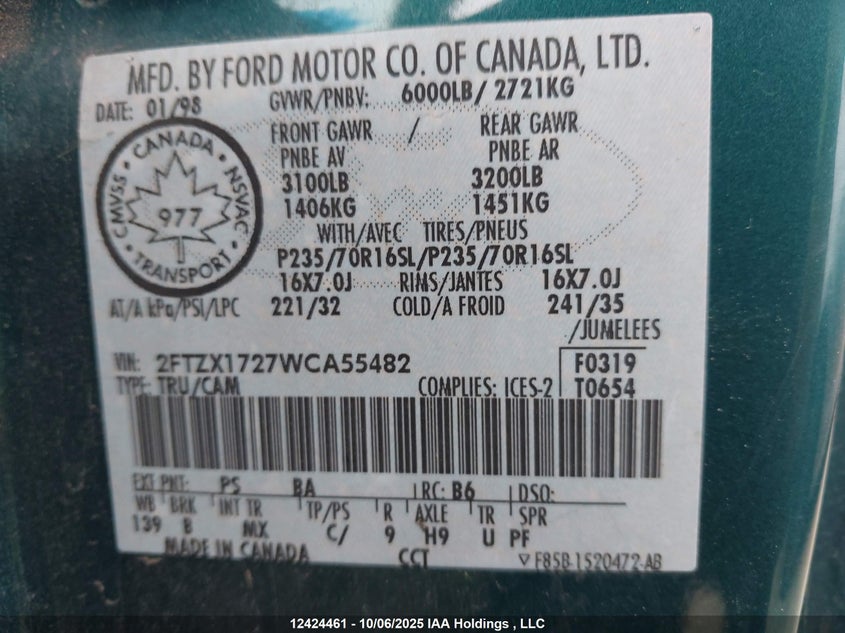 MFD. BY FORD MOTOR CO. OF CANADA, LTD.
DATE: 01/98 GVWR/PNBV: 6000LB/ 2721KG
FRONT GAWR / REAR GAWR
PNBE AV PNBE AR
3100LB 3200LB
1406KG 1451KG
CMVSS CANADA NSVAC
977
TRANSPORT
WITH/AVEC TIRES/PNEUS
P235/70R16SL/P235/70R16SL
16X7.0J RIMS/JANTES 16X7.0J
AT/A kPa/PSI/LPC 221/32 COLD/A FROID 241/35
/JUMELEES
VIN: 2FTZX1727WCA55482 F0319
TYPE: TRU/CAM COMPLIES: ICES-2 T0654
EXT PNT: PS BA RC: B6 DSO:
WB BRK INT TR TP/PS R AXLE TR SPR
139 B MX C/ 9 H9 U PF
MADE IN CANADA CCT F85B-1520472-AB
12424461 - 10/06/2025 IAA Holdings , LLC